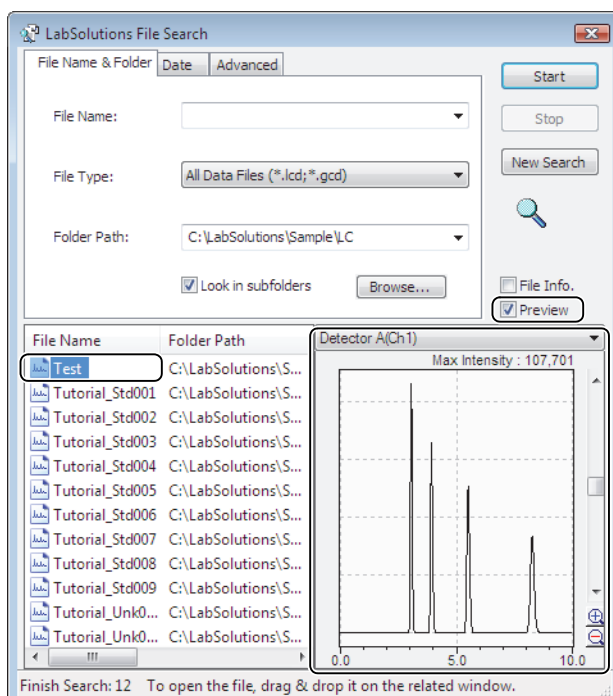 LabSolutions File Search
File Name & Folder Date Advanced
Start
File Name:
Stop
File Type: All Data Files (*.lcd;*.gcd)
New Search
Folder Path: C:\LabSolutions\Sample\LC
Look in subfolders Browse...
File Info.
Preview
File Name Folder Path
Test C:\LabSolutions\S...
Tutorial_Std001 C:\LabSolutions\S...
Tutorial_Std002 C:\LabSolutions\S...
Tutorial_Std003 C:\LabSolutions\S...
Tutorial_Std004 C:\LabSolutions\S...
Tutorial_Std005 C:\LabSolutions\S...
Tutorial_Std006 C:\LabSolutions\S...
Tutorial_Std007 C:\LabSolutions\S...
Tutorial_Std008 C:\LabSolutions\S...
Tutorial_Std009 C:\LabSolutions\S...
Tutorial_Unk0... C:\LabSolutions\S...
Tutorial_Unk0... C:\LabSolutions\S...
Detector A(Ch1)
Max Intensity : 107,701
0.0 5.0 10.0
Finish Search: 12 To open the file, drag & drop it on the related window.